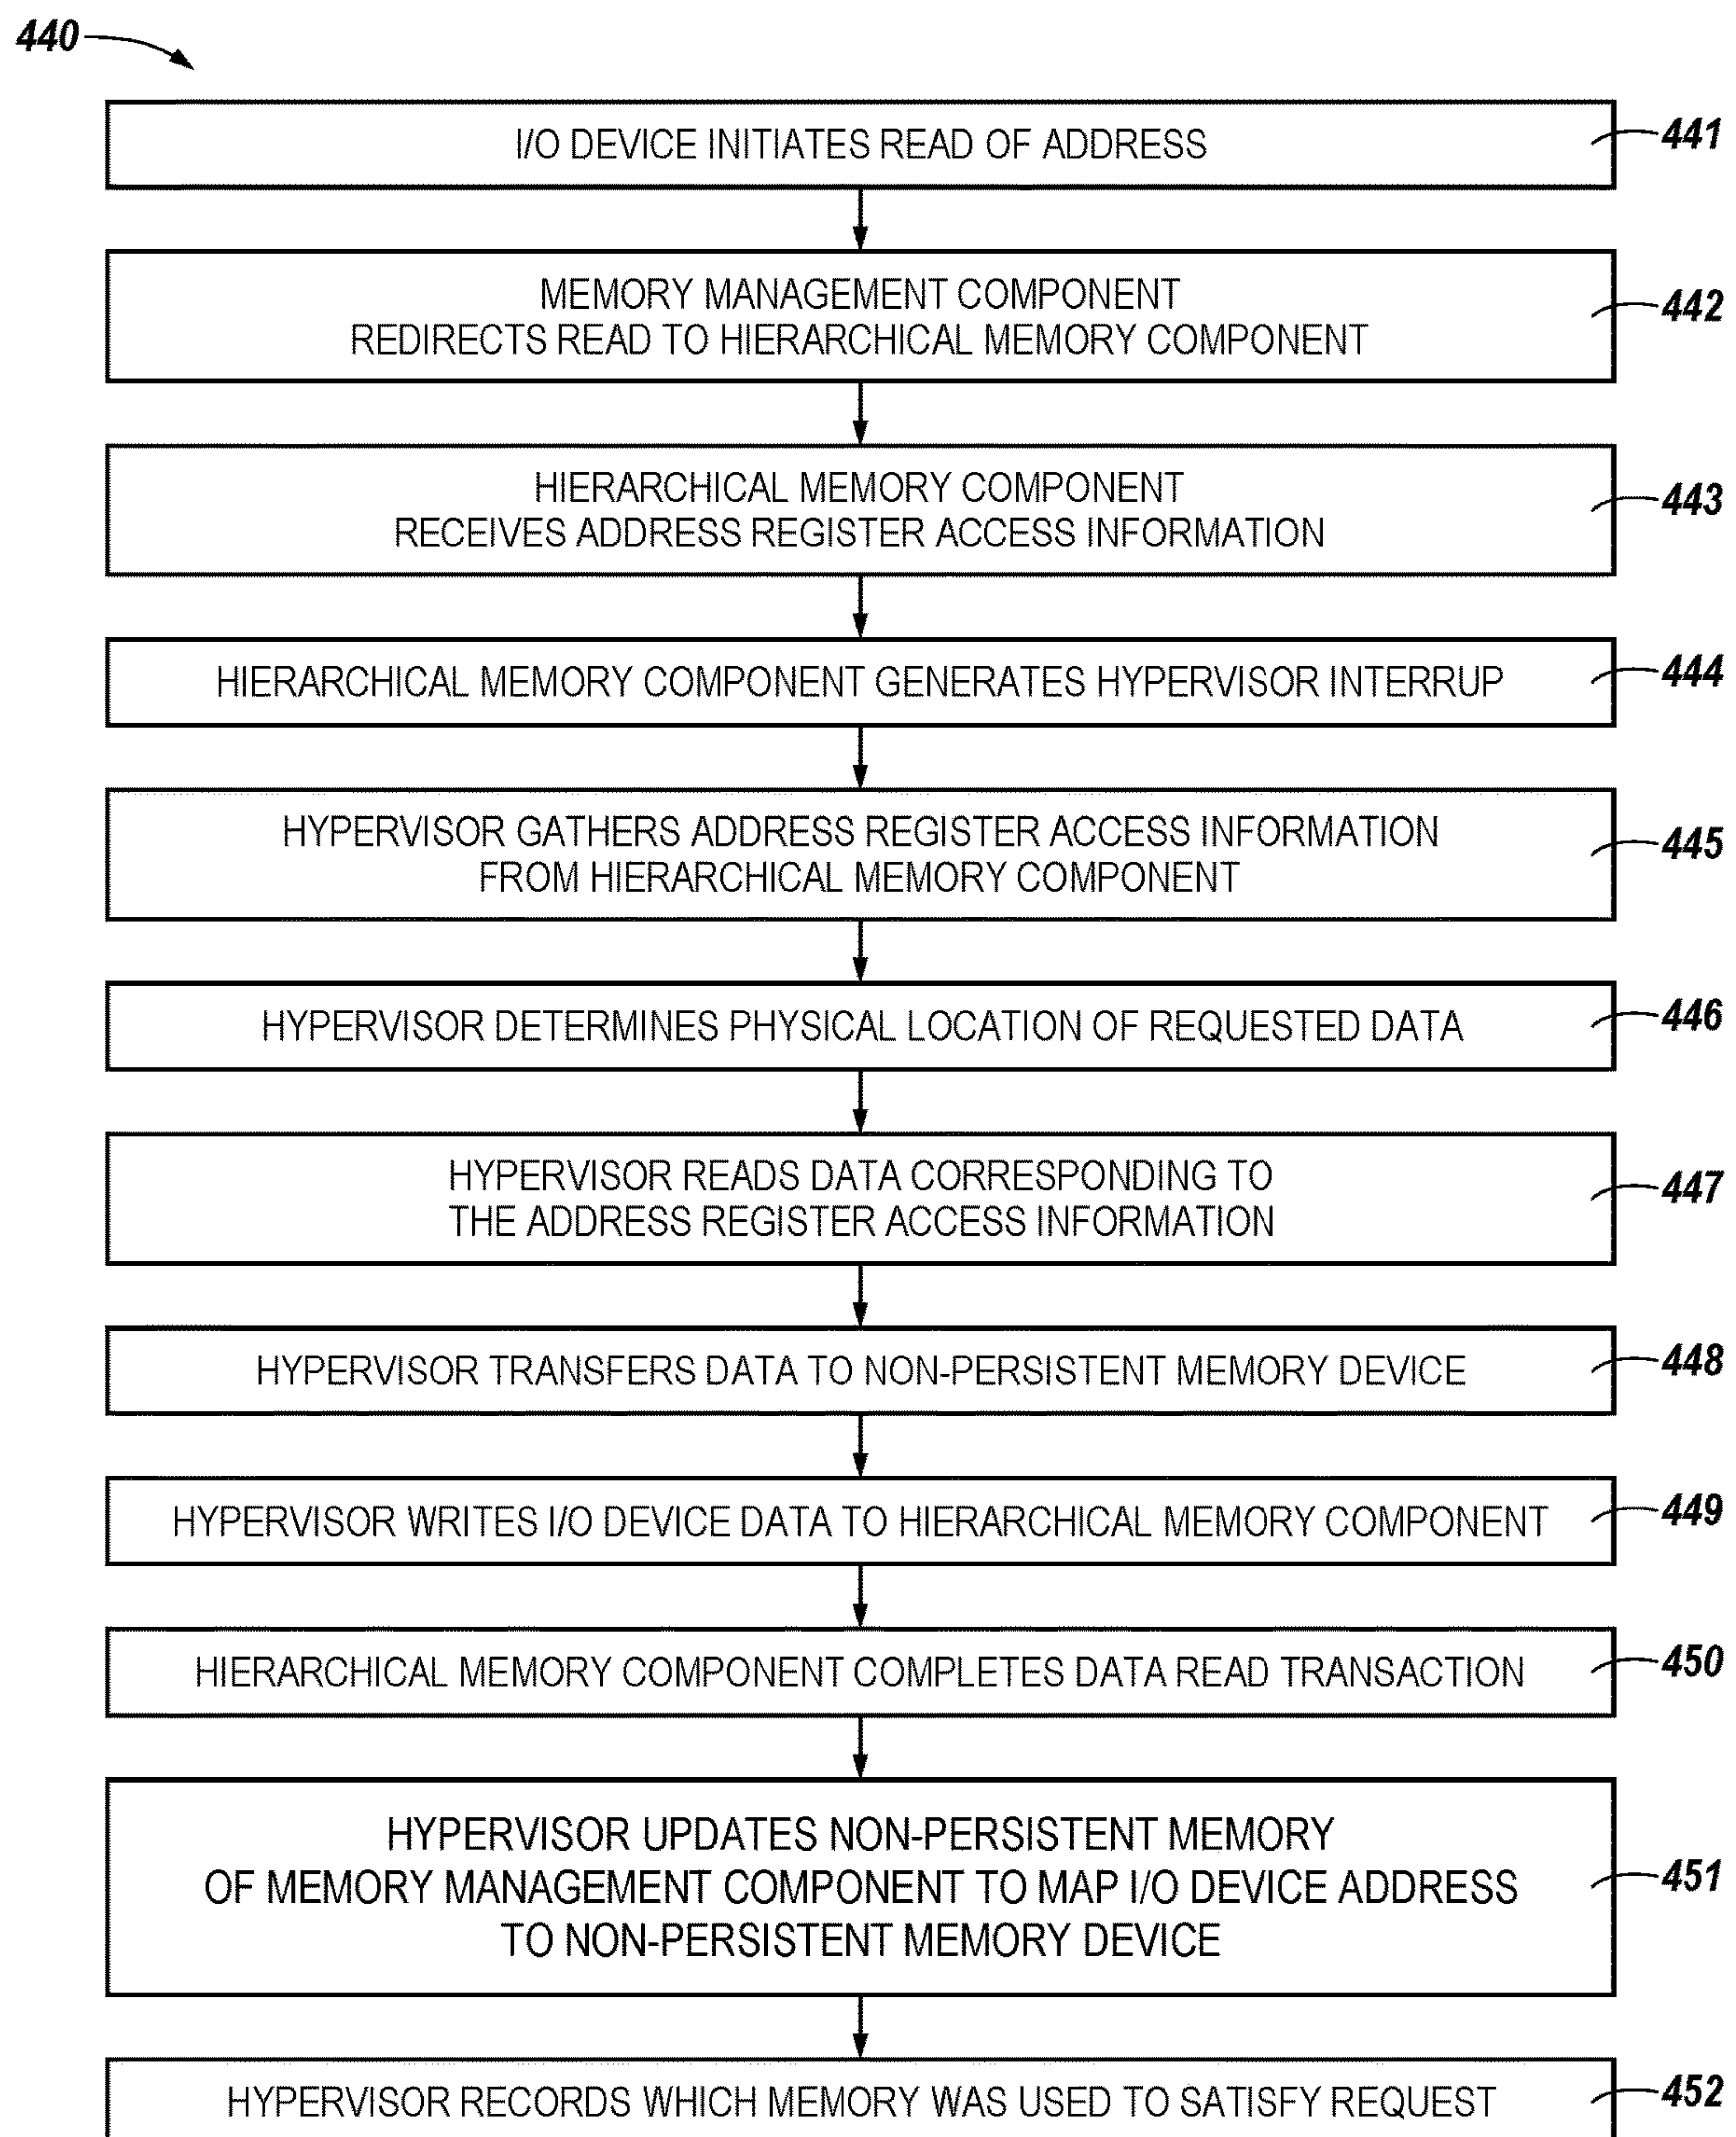 440
I/O DEVICE INITIATES READ OF ADDRESS
441
MEMORY MANAGEMENT COMPONENT
REDIRECTS READ TO HIERARCHICAL MEMORY COMPONENT
442
HIERARCHICAL MEMORY COMPONENT
RECEIVES ADDRESS REGISTER ACCESS INFORMATION
443
HIERARCHICAL MEMORY COMPONENT GENERATES HYPERVISOR INTERRUP
444
HYPERVISOR GATHERS ADDRESS REGISTER ACCESS INFORMATION
FROM HIERARCHICAL MEMORY COMPONENT
445
HYPERVISOR DETERMINES PHYSICAL LOCATION OF REQUESTED DATA
446
HYPERVISOR READS DATA CORRESPONDING TO
THE ADDRESS REGISTER ACCESS INFORMATION
447
HYPERVISOR TRANSFERS DATA TO NON-PERSISTENT MEMORY DEVICE
448
HYPERVISOR WRITES I/O DEVICE DATA TO HIERARCHICAL MEMORY COMPONENT
449
HIERARCHICAL MEMORY COMPONENT COMPLETES DATA READ TRANSACTION
450
HYPERVISOR UPDATES NON-PERSISTENT MEMORY
OF MEMORY MANAGEMENT COMPONENT TO MAP I/O DEVICE ADDRESS
TO NON-PERSISTENT MEMORY DEVICE
451
HYPERVISOR RECORDS WHICH MEMORY WAS USED TO SATISFY REQUEST
452